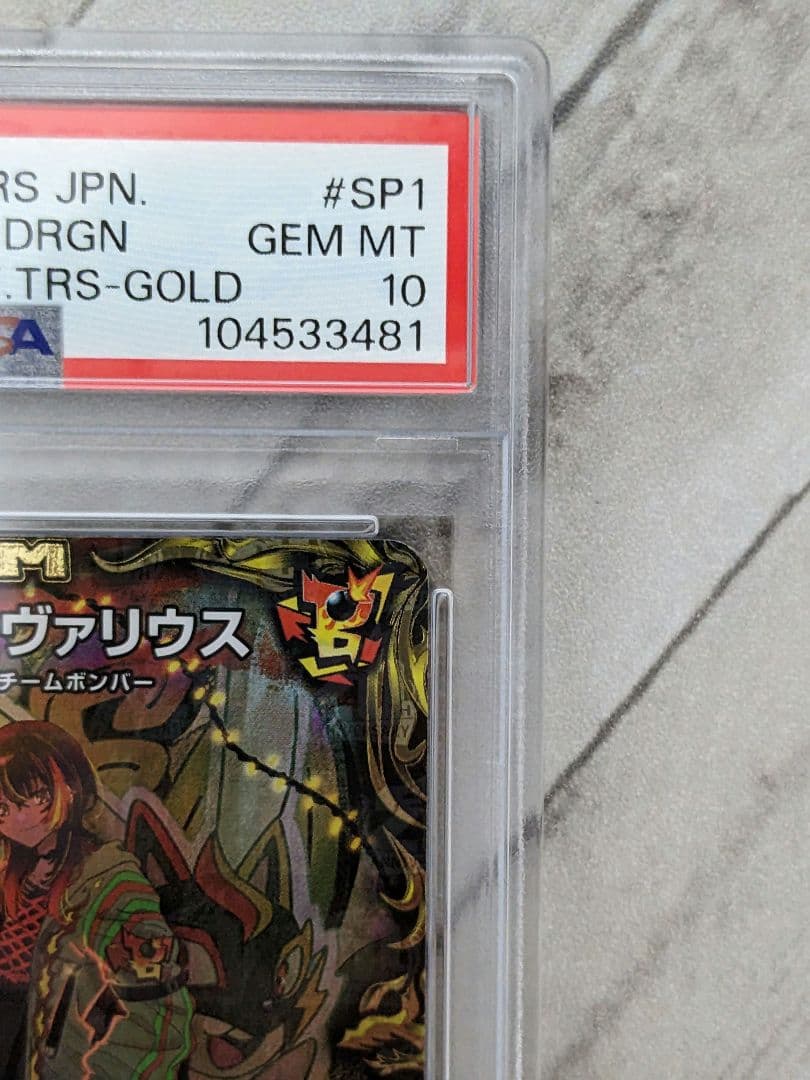 RS JPN. #SP1
DRGN GEM MT
.TRS-GOLD 10
SA 104533481
M
ヴァリウス
チームボンバー